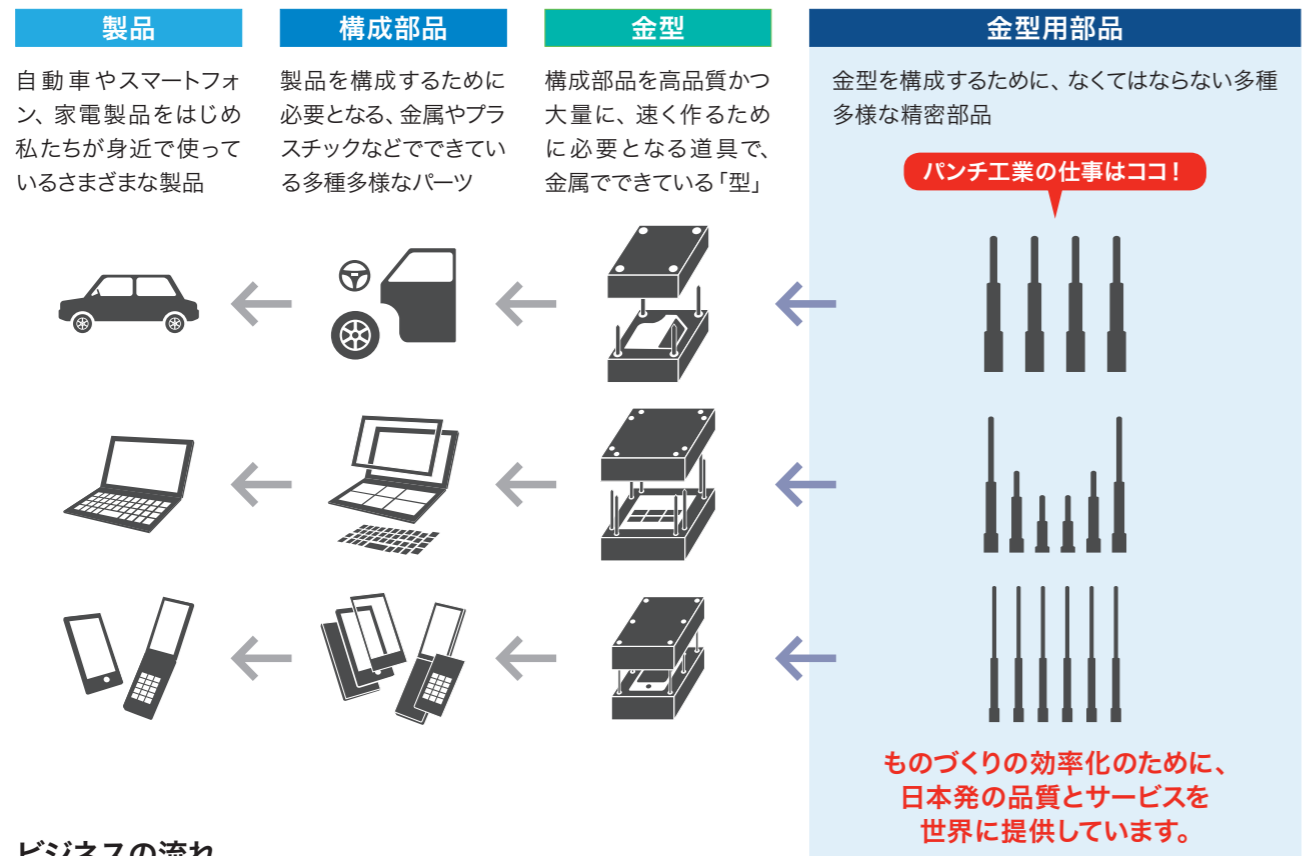 製品
自動車やスマートフォ
ン、家電製品をはじめ
私たちが身近で使って
いるさまざまな製品
構成部品
製品を構成するために
必要となる、金属やプラ
スチックなどでできてい
る多種多様なパーツ
金型
構成部品を高品質かつ
大量に、速く作るため
に必要となる道具で、
金属でできている「型」
金型用部品
金型を構成するために、なくてはならない多種
多様な精密部品
パンチ工業の仕事はココ！
ものづくりの効率化のために、
日本発の品質とサービスを
世界に提供しています。
ビジネスの流れ